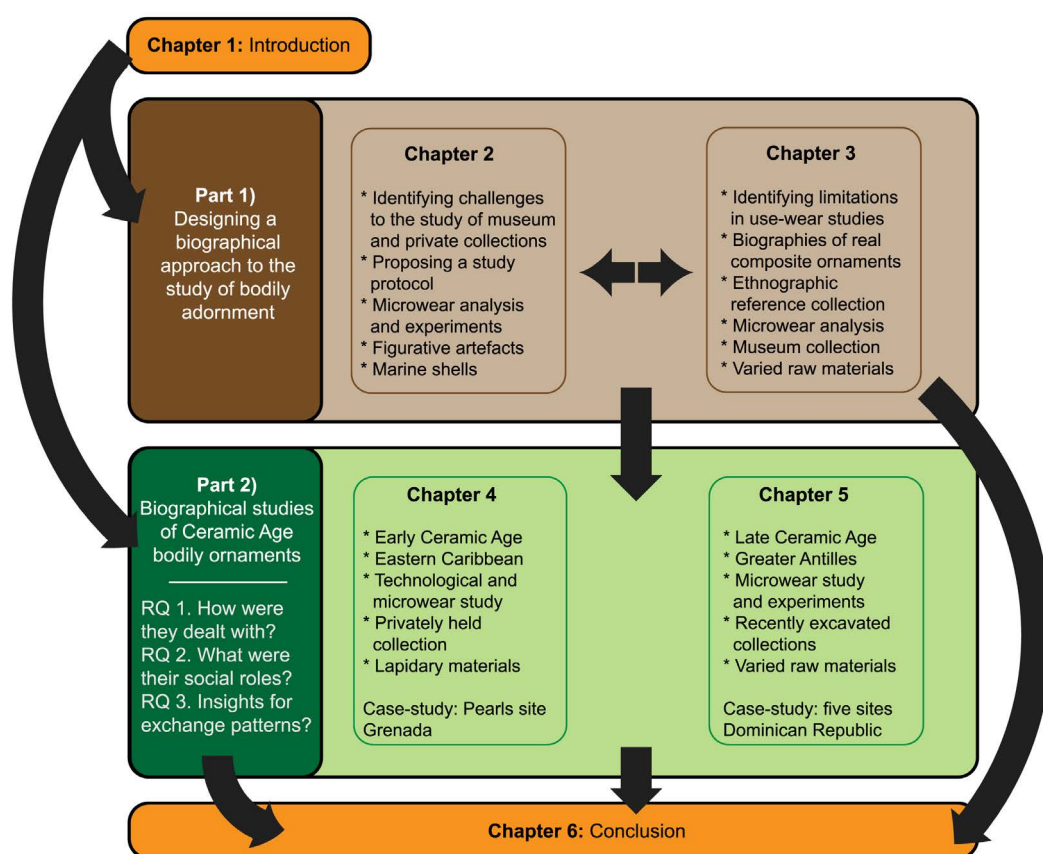 Chapter 1: Introduction
Part 1)
Designing a
biographical
approach to the
study of bodily
adornment
Chapter 2
* Identifying challenges
to the study of museum
and private collections
* Proposing a study
protocol
* Microwear analysis
and experiments
* Figurative artefacts
* Marine shells
Chapter 3
* Identifying limitations
in use-wear studies
* Biographies of real
composite ornaments
* Ethnographic
reference collection
* Microwear analysis
* Museum collection
* Varied raw materials
Part 2)
Biographical studies
of Ceramic Age
bodily ornaments
RQ 1. How were
they dealt with?
RQ 2. What were
their social roles?
RQ 3. Insights for
exchange patterns?
Chapter 4
* Early Ceramic Age
* Eastern Caribbean
* Technological and
microwear study
* Privately held
collection
* Lapidary materials
Case-study: Pearls site
Grenada
Chapter 5
* Late Ceramic Age
* Greater Antilles
* Microwear study
and experiments
* Recently excavated
collections
* Varied raw materials
Case-study: five sites
Dominican Republic
Chapter 6: Conclusion